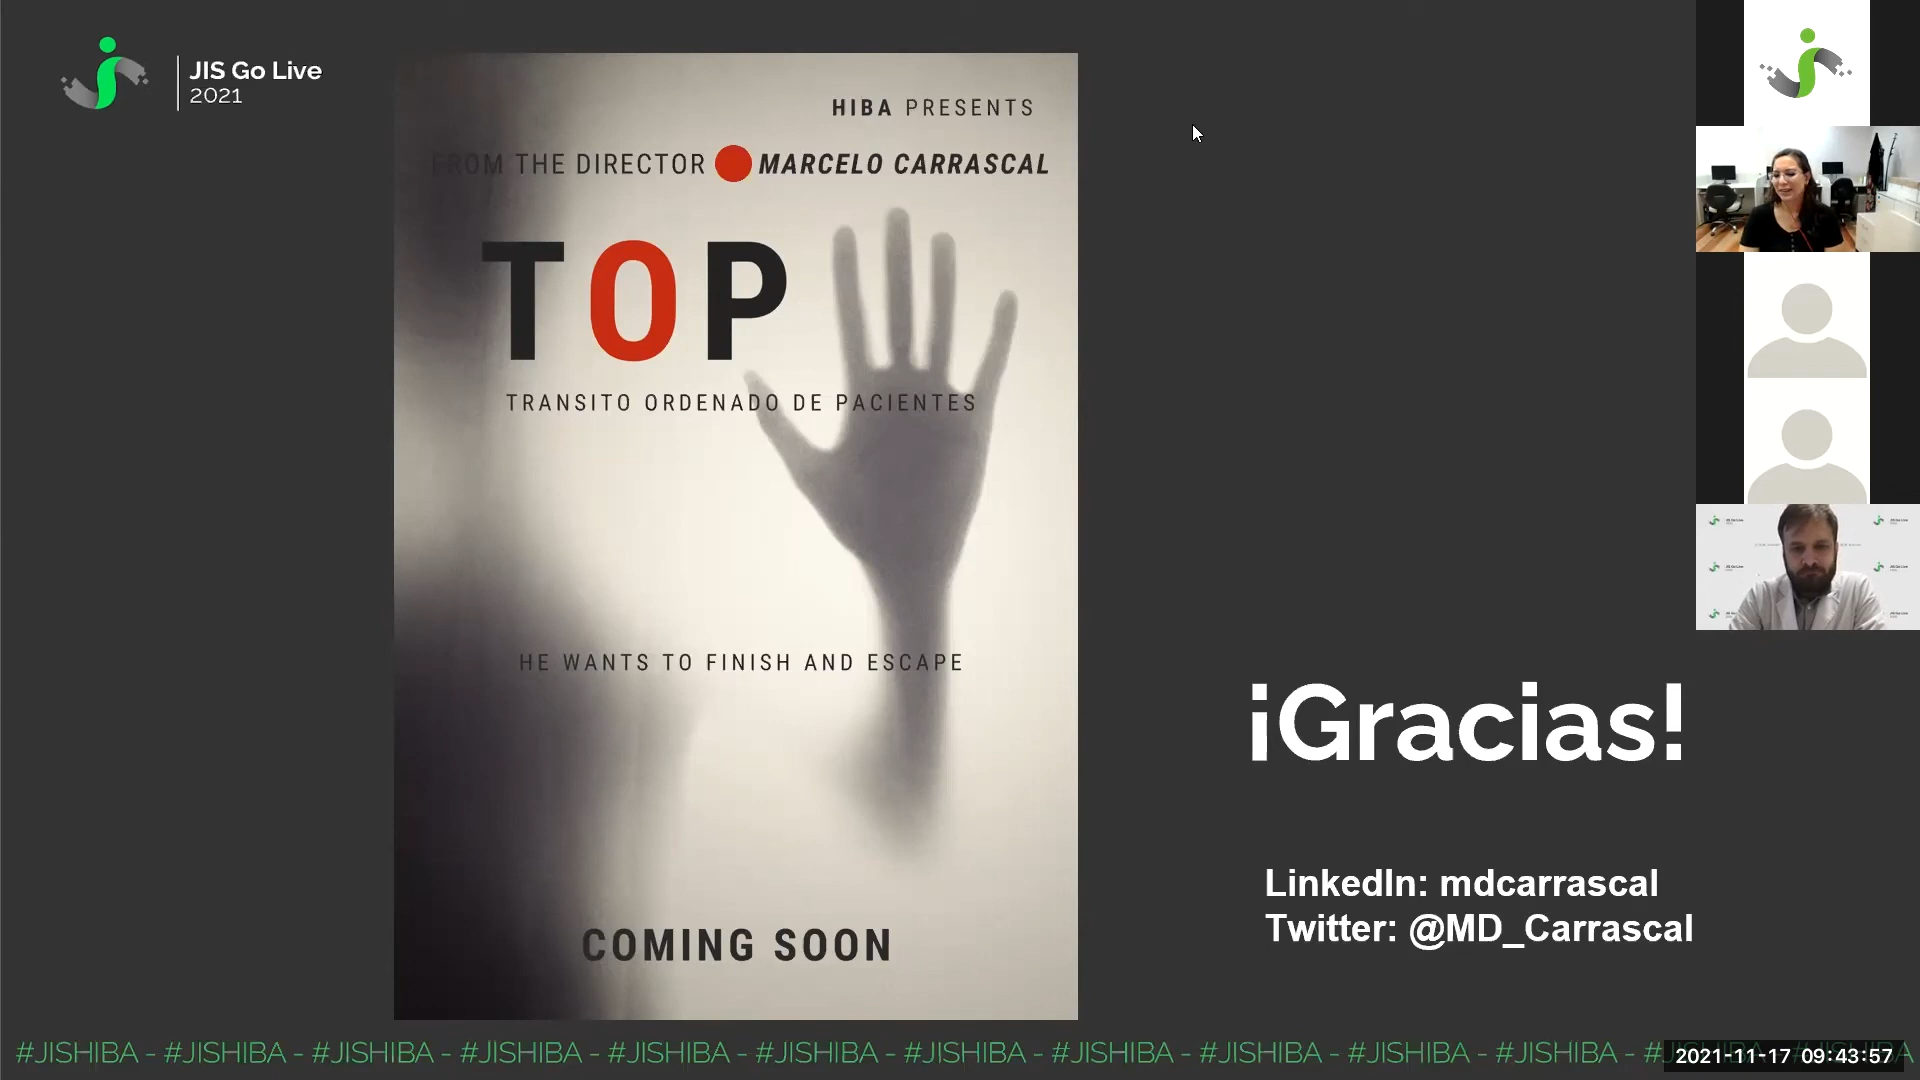 JIS Go Live
2021
HIBA PRESENTS
FROM THE DIRECTOR MARCELO CARRASCAL
TOP
TRANSITO ORDENADO DE PACIENTES
HE WANTS TO FINISH AND ESCAPE
COMING SOON
¡Gracias!
LinkedIn: mdcarrascal
Twitter: @MD_Carrascal
#JISHIBA - #JISHIBA - #JISHIBA - #JISHIBA - #JISHIBA - #JISHIBA - #JISHIBA - #JISHIBA - #JISHIBA - #JISHIBA - #JISHIBA -
2021-11-17 09:43:57